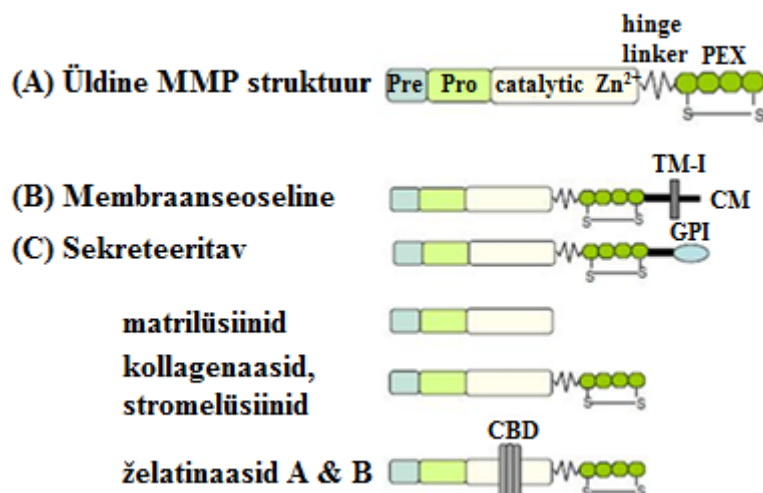 hinge
linker PEX
(A) Üldine MMP struktuur Pre Pro catalytic Zn²⁺
S S
TM-I
(B) Membraanseoseline CM
S S
GPI
(C) Sekreteeritav
S S
matrilüsiinid
kollagenaasid,
stromelüsiinid
S S
CBD
želatinaasid A & B
S S